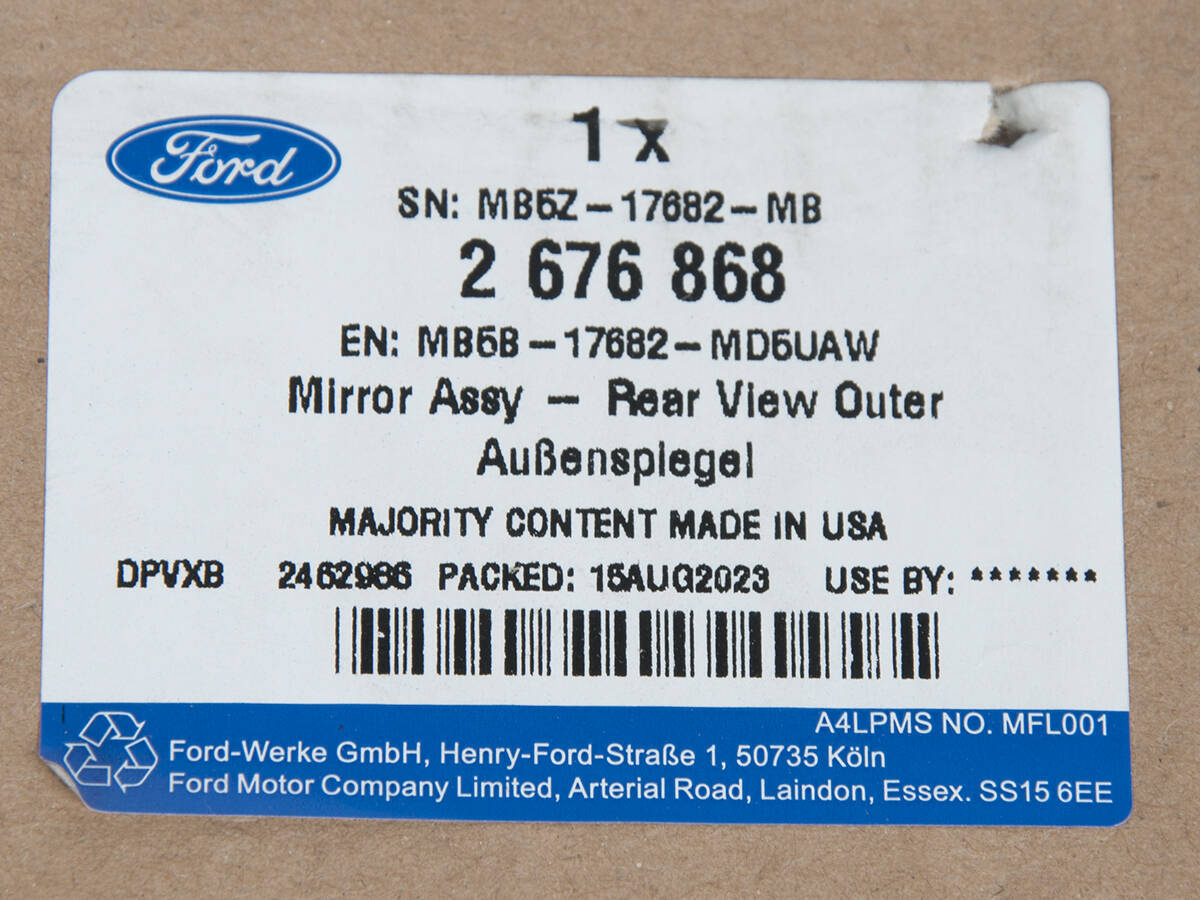 Ford
1 x
SN: MB5Z-17682-MB
2 676 868
EN: MB5B-17682-MD5UAW
Mirror Assy - Rear View Outer
Außenspiegel
MAJORITY CONTENT MADE IN USA
DPVXB 2462986 PACKED: 15AUG2023 USE BY: *******
A4LPMS NO. MFL001
Ford-Werke GmbH, Henry-Ford-Straße 1, 50735 Köln
Ford Motor Company Limited, Arterial Road, Laindon, Essex. SS15 6EE